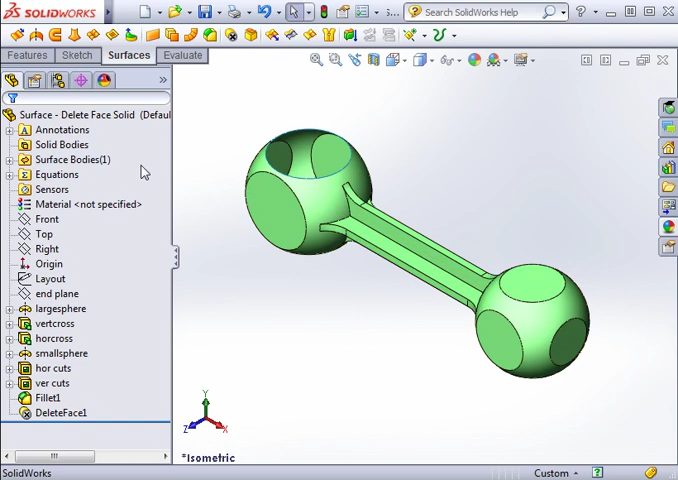 SOLIDWORKS
Search SolidWorks Help
Features
Sketch
Surfaces
Evaluate
Surface - Delete Face Solid (Defaul
Annotations
Solid Bodies
Surface Bodies(1)
Equations
Sensors
Material <not specified>
Front
Top
Right
Origin
Layout
end plane
largesphere
vertcross
horcross
smallsphere
hor cuts
ver cuts
Fillet1
DeleteFace1
Y
Z
X
*Isometric
SolidWorks
Custom